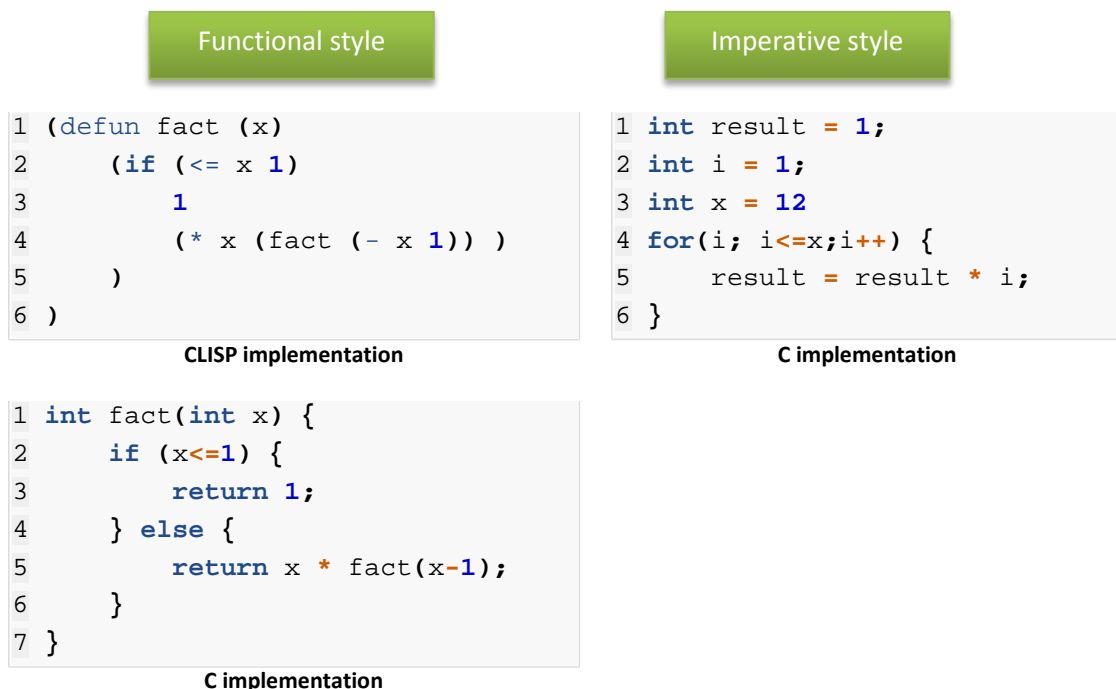 Functional style
Imperative style
1 (defun fact (x)
2     (if (<= x 1)
3         1
4         (* x (fact (- x 1)) )
5     )
6 )
CLISP implementation
1 int result = 1;
2 int i = 1;
3 int x = 12
4 for(i; i<=x;i++) {
5     result = result * i;
6 }
C implementation
1 int fact(int x) {
2     if (x<=1) {
3         return 1;
4     } else {
5         return x * fact(x-1);
6     }
7 }
C implementation